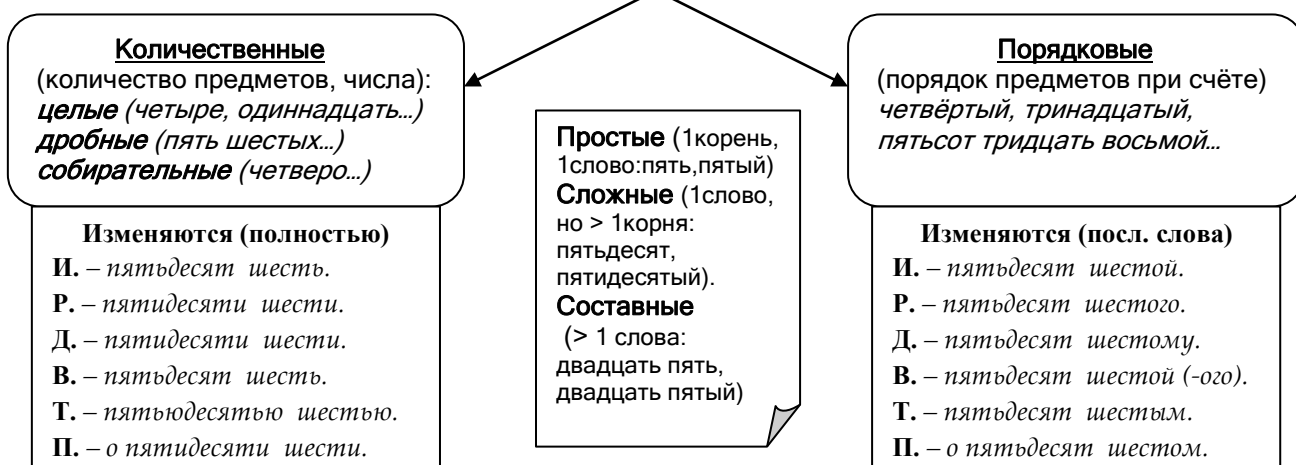 Количественные
(количество предметов, числа):
целые (четыре, одиннадцать…)
дробные (пять шестых…)
собирательные (четверо…)
Изменяются (полностью)
И. – пятьдесят шесть.
Р. – пятидесяти шести.
Д. – пятидесяти шести.
В. – пятьдесят шесть.
Т. – пятьюдесятью шестью.
П. – о пятидесяти шести.
Простые (1корень,
1слово:пять,пятый)
Сложные (1слово,
но > 1корня:
пятьдесят,
пятидесятый).
Составные
(> 1 слова:
двадцать пять,
двадцать пятый)
Порядковые
(порядок предметов при счёте)
четвёртый, тринадцатый,
пятьсот тридцать восьмой…
Изменяются (посл. слова)
И. – пятьдесят шестой.
Р. – пятьдесят шестого.
Д. – пятьдесят шестому.
В. – пятьдесят шестой (-ого).
Т. – пятьдесят шестым.
П. – о пятьдесят шестом.